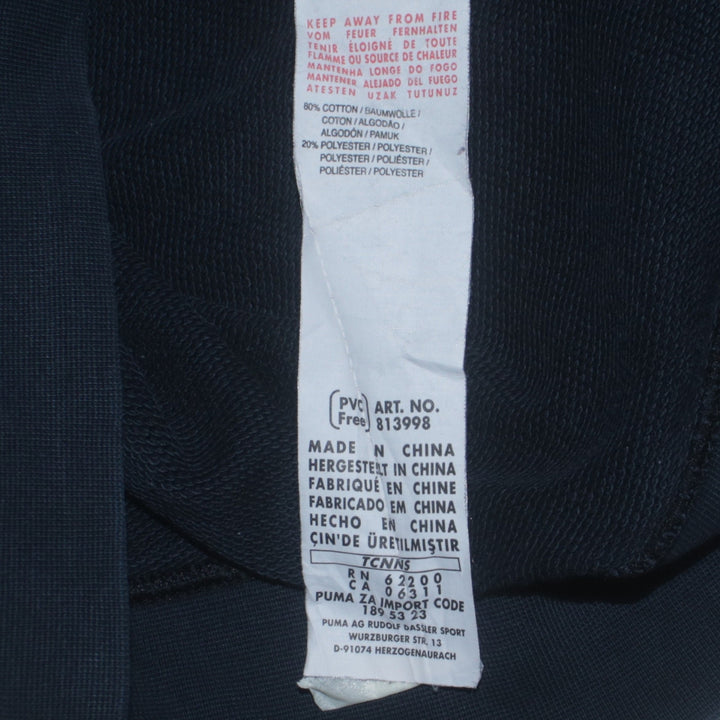 KEEP AWAY FROM FIRE
VOM FEUER FERNHALTEN
TENIR ÉLOIGNÉ DE TOUTE
FLAMME OU SOURCE DE CHALEUR
MANTENHA LONGE DO FOGO
MANTENER ALEJADO DEL FUEGO
ATESTEN UZAK TUTUNUZ
80% COTTON / BAUMWOLLE /
COTON / ALGODÃO /
ALGODÓN / PAMUK
20% POLYESTER / POLYESTER /
POLYESTER / POLIÉSTER /
POLIÉSTER / POLYESTER
PVC ART. NO.
Free 813998
MADE IN CHINA
HERGESTELLT IN CHINA
FABRIQUÉ EN CHINE
FABRICADO EM CHINA
HECHO EN CHINA
ÇIN'DE ÜRETILMIŞTIR
TCNNS
RN 62200
CA 06311
PUMA ZA IMPORT CODE
189 53 23
PUMA AG RUDOLF DASSLER SPORT
WURZBURGER STR. 13
D-91074 HERZOGENAURACH